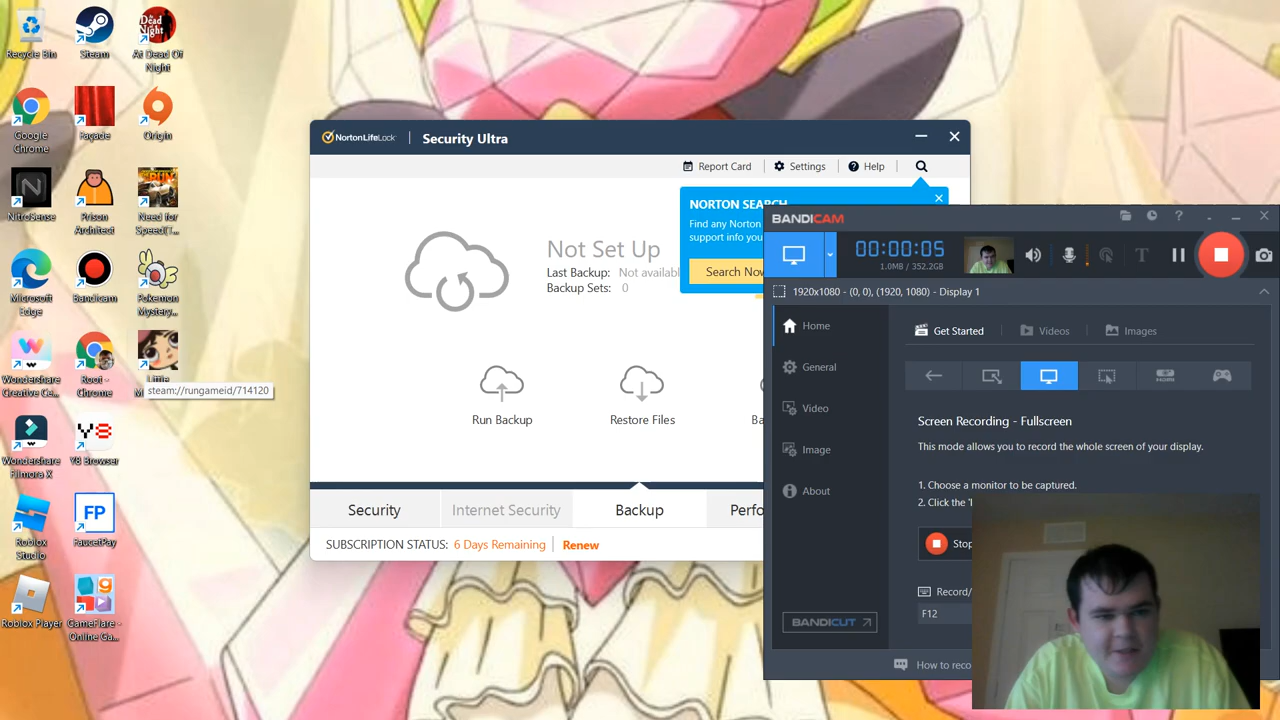 Recycle Bin
Steam
At Dead Of
Night
Google
Chrome
Façade
Origin
NitroSense
Prison
Architect
Need for
Speed(T...
Microsoft
Edge
Bandicam
Pokemon
Mystery...
Wondershare
Creative Ce...
Root -
Chrome
Little
steam://rungameid/714120
Wondershare
Filmora X
Y8 Browser
Roblox
Studio
FP
FaucetPay
Roblox Player
GameFlare -
Online Ga...
NortonLifeLock
Security Ultra
Report Card
Settings
Help
NORTON SEARCH
Find any Norton
support info you
Search Now
Not Set Up
Last Backup: Not availabl
Backup Sets: 0
Run Backup
Restore Files
Ba
Security
Internet Security
Backup
Perfo
SUBSCRIPTION STATUS: 6 Days Remaining
Renew
BANDICAM
00:00:05
1.0MB / 352.2GB
1920x1080 - (0, 0), (1920, 1080) - Display 1
Home
General
Video
Image
About
BANDICUT
Get Started
Videos
Images
HDMI
Screen Recording - Fullscreen
This mode allows you to record the whole screen of your display.
1. Choose a monitor to be captured.
2. Click the '
Stop
Record/
F12
How to reco